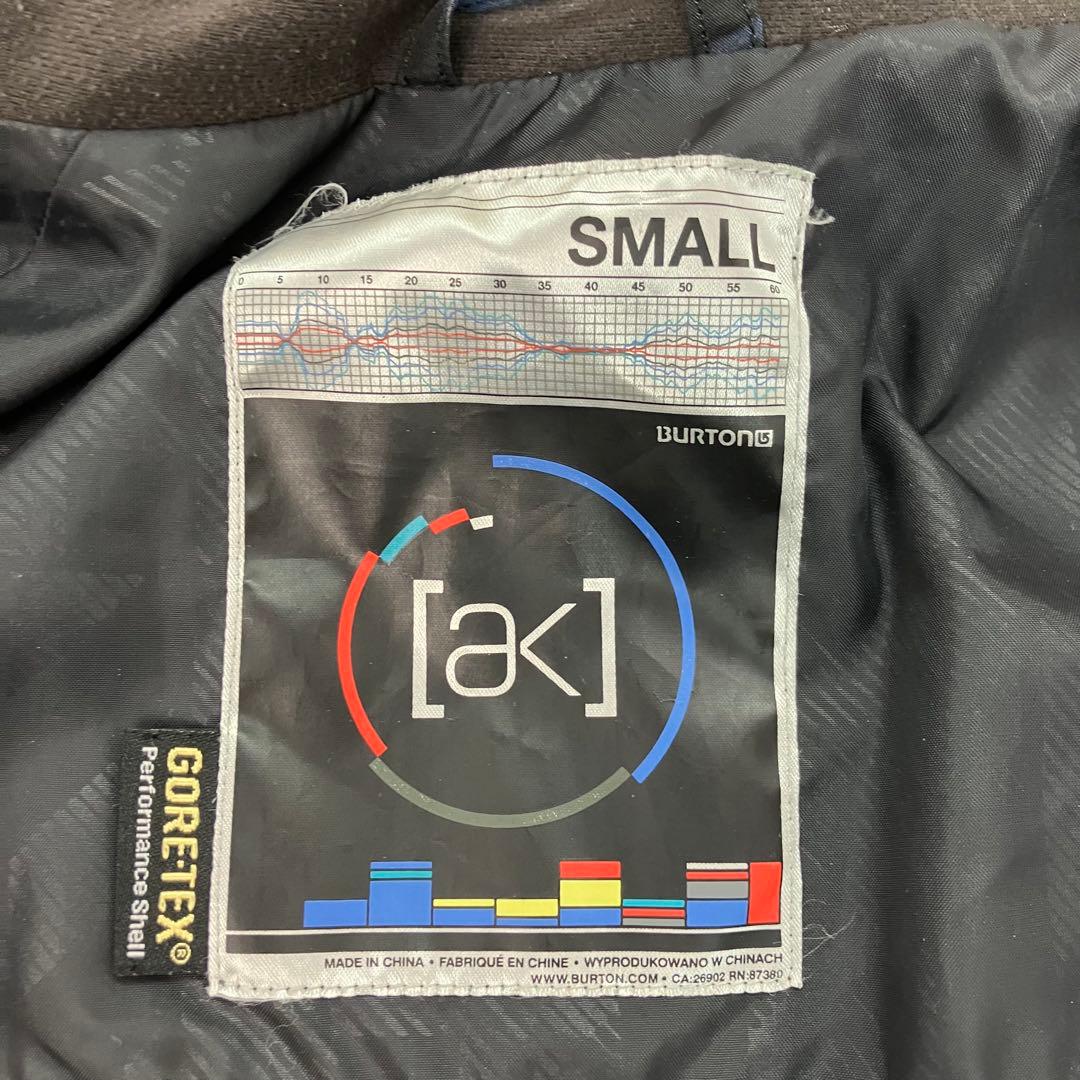 SMALL
0 5 10 15 20 25 30 35 40 45 50 55 60
BURTON
[ak]
GORE-TEX®
Performance Shell
MADE IN CHINA • FABRIQUÉ EN CHINE • WYPRODUKOWANO W CHINACH
WWW.BURTON.COM • CA:26902 RN:87380